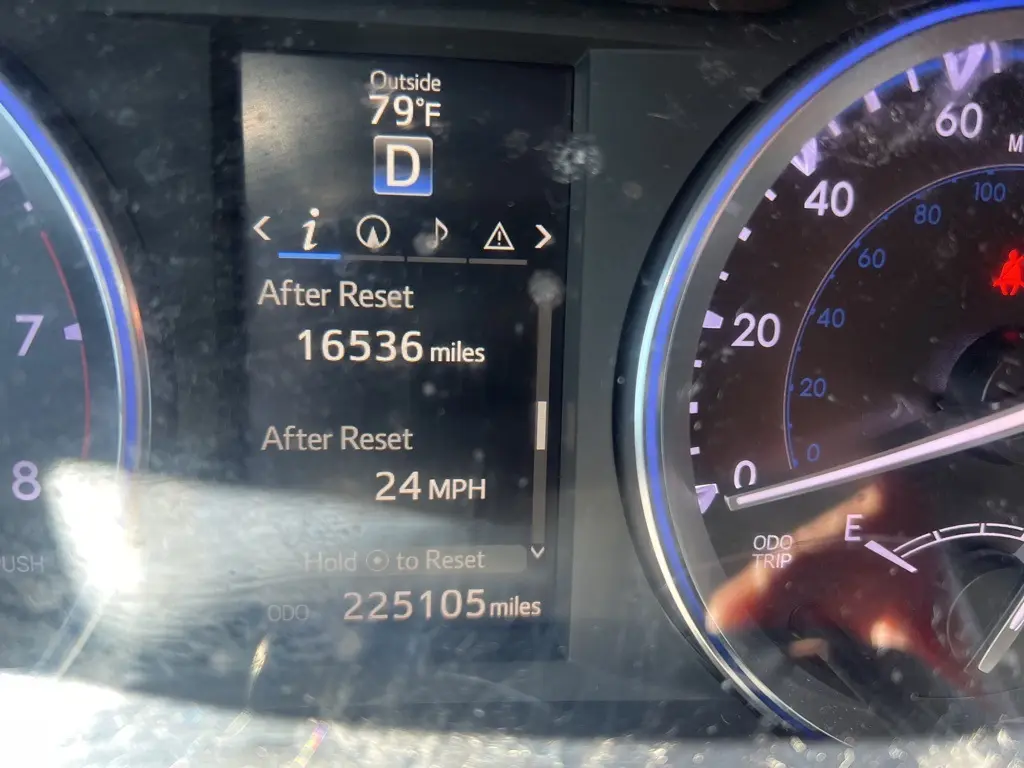 Outside
79°F
D
< i >
After Reset
16536 miles
After Reset
24 MPH
Hold to Reset
ODO 225105 miles
7
8
60
40
20
0
100
80
60
40
20
0
ODO
TRIP
E